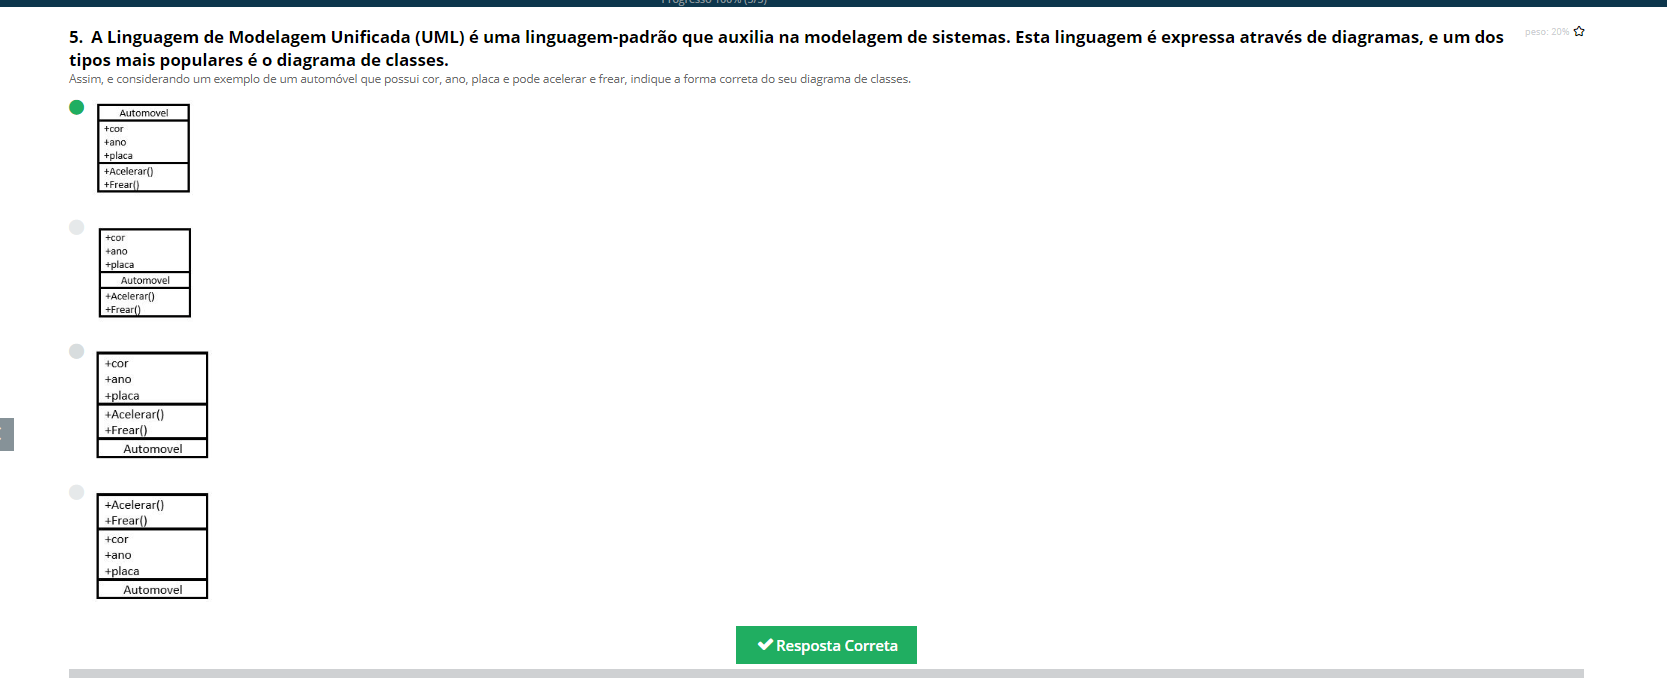 Progresso 100% (5/5)
5. A Linguagem de Modelagem Unificada (UML) é uma linguagem-padrão que auxilia na modelagem de sistemas. Esta linguagem é expressa através de diagramas, e um dos
tipos mais populares é o diagrama de classes.
peso: 20%
Assim, e considerando um exemplo de um automóvel que possui cor, ano, placa e pode acelerar e frear, indique a forma correta do seu diagrama de classes.
Automovel
+cor
+ano
+placa
+Acelerar()
+Frear()
+cor
+ano
+placa
Automovel
+Acelerar()
+Frear()
+cor
+ano
+placa
+Acelerar()
+Frear()
Automovel
+Acelerar()
+Frear()
+cor
+ano
+placa
Automovel
Resposta Correta